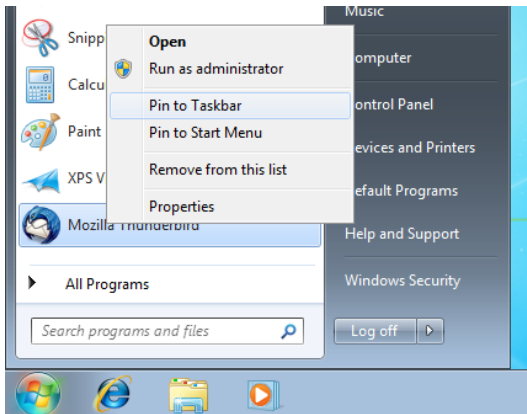 Snipp
Calcu
Paint
XPS V
Mozilla Thunderbird
All Programs
Search programs and files
Open
Run as administrator
Pin to Taskbar
Pin to Start Menu
Remove from this list
Properties
Music
omputer
ontrol Panel
evices and Printers
efault Programs
Help and Support
Windows Security
Log off